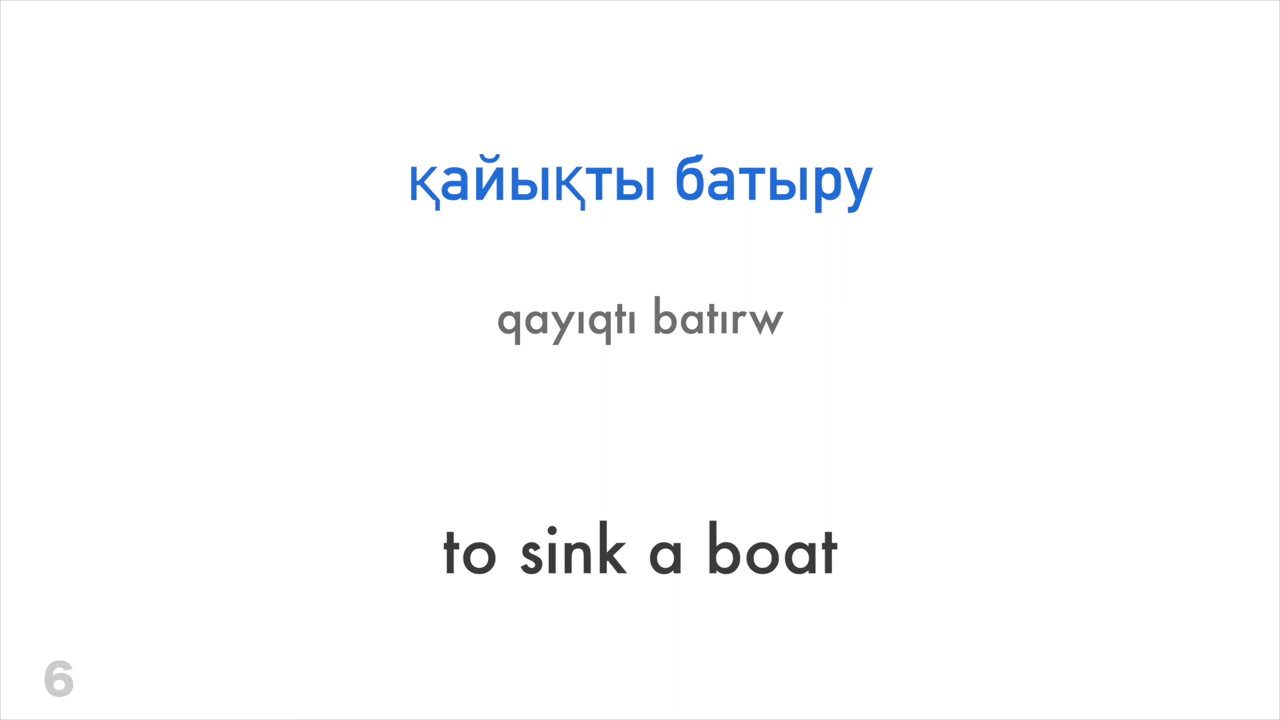 қайықты батыру
qayıqtı batırw
to sink a boat
6